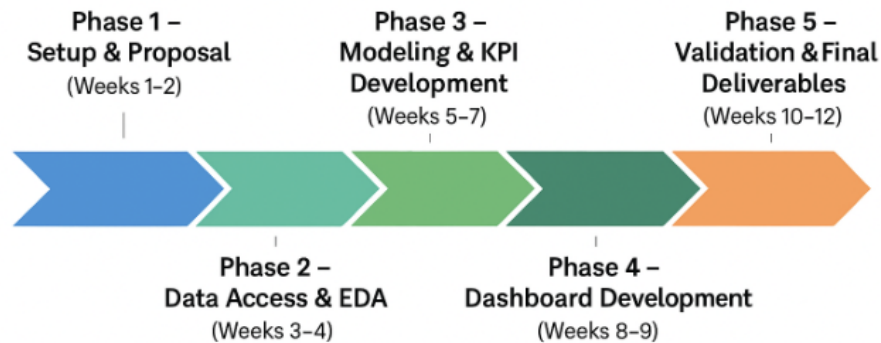 Phase 1 –
Setup & Proposal
(Weeks 1–2)
Phase 3 –
Modeling & KPI
Development
(Weeks 5–7)
Phase 5 –
Validation & Final
Deliverables
(Weeks 10–12)
Phase 2 –
Data Access & EDA
(Weeks 3–4)
Phase 4 –
Dashboard Development
(Weeks 8–9)